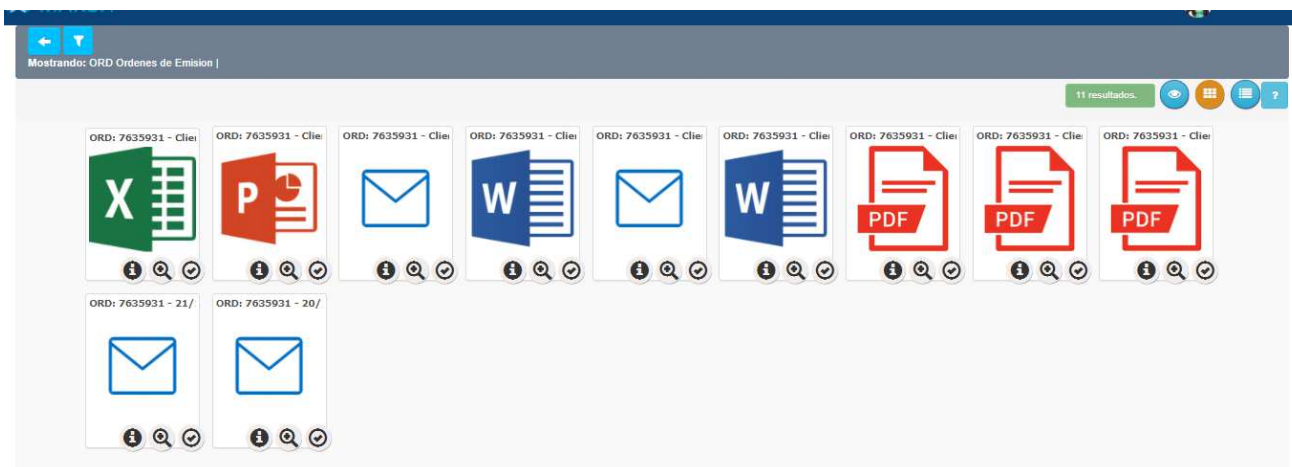 Mostrando: ORD Ordenes de Emision |
11 resultados.
?
ORD: 7635931 - Clie
ORD: 7635931 - Clie
ORD: 7635931 - Clie
ORD: 7635931 - Clie
ORD: 7635931 - Clie
ORD: 7635931 - Clie
ORD: 7635931 - Clie
ORD: 7635931 - Clie
ORD: 7635931 - Clie
X
P
W
W
PDF
PDF
PDF
ORD: 7635931 - 21/
ORD: 7635931 - 20/